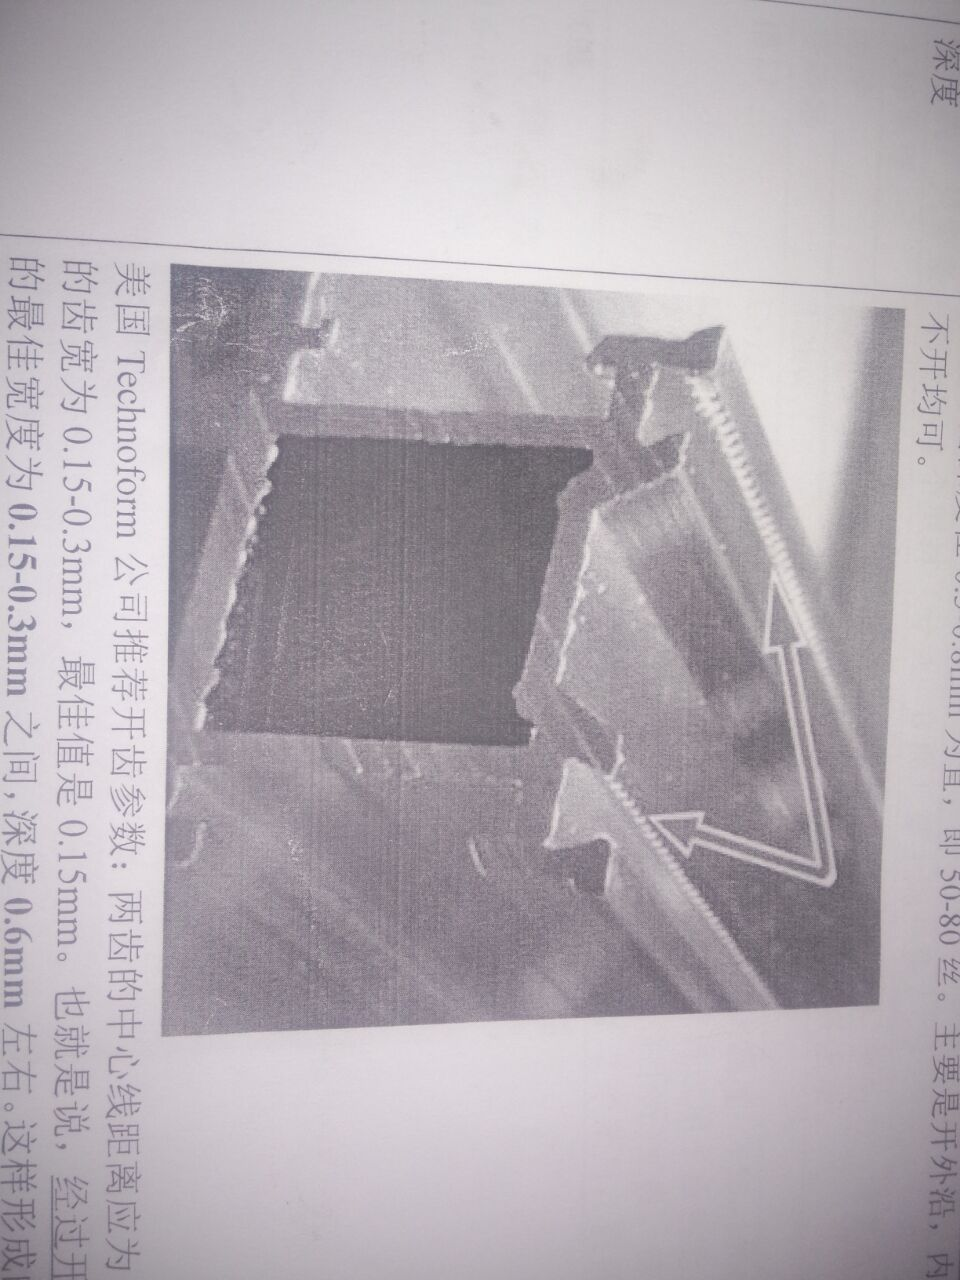 深度
0.5-0.8mm 为宜，即 50-80 丝。主要是开外沿，内
不开均可。
美国 Technoform 公司推荐开齿参数：两齿的中心线距离应为
的齿宽为 0.15-0.3mm，最佳值是 0.15mm。也就是说，经过开
的最佳宽度为 0.15-0.3mm 之间，深度 0.6mm 左右。这样形成